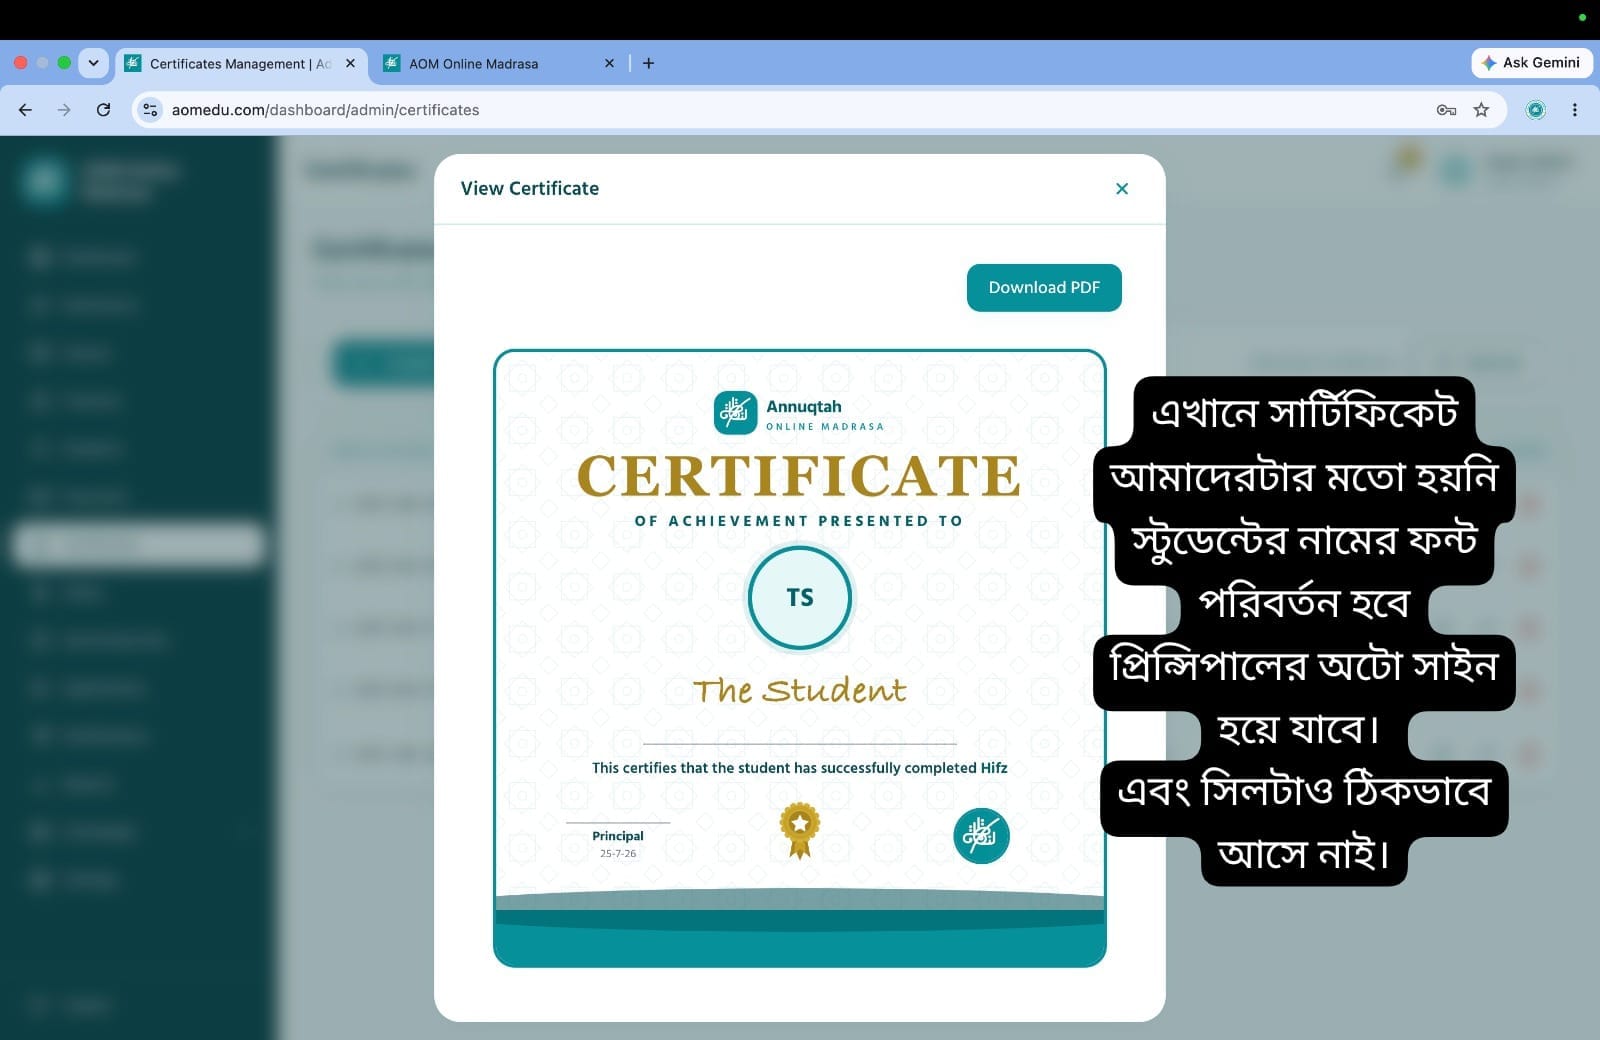 Certificates Management | Ad
AOM Online Madrasa
Ask Gemini
aomedu.com/dashboard/admin/certificates
View Certificate
Download PDF
Annuqtah
ONLINE MADRASA
CERTIFICATE
OF ACHIEVEMENT PRESENTED TO
TS
The Student
This certifies that the student has successfully completed Hifz
Principal
25-7-26
এখানে সার্টিফিকেট
আমাদেরটার মতো হয়নি
স্টুডেন্টের নামের ফন্ট
পরিবর্তন হবে
প্রিন্সিপালের অটো সাইন
হয়ে যাবে।
এবং সিলটাও ঠিকভাবে
আসে নাই।